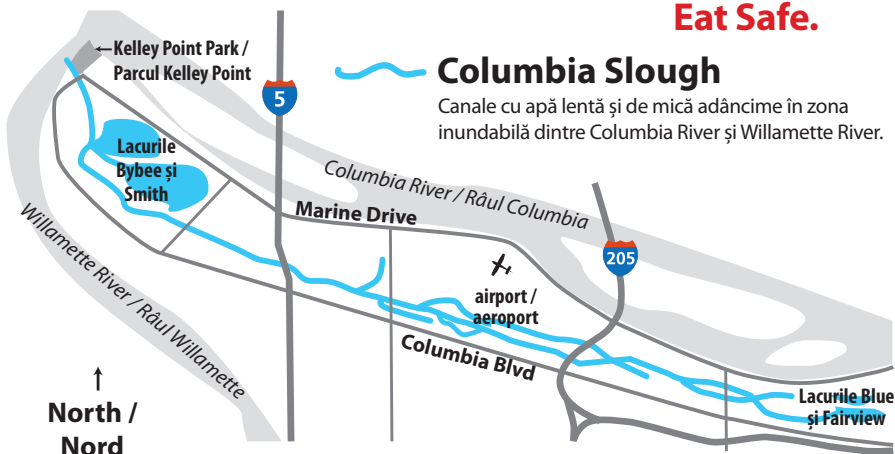 Eat Safe.
←Kelley Point Park /
Parcul Kelley Point
Columbia Slough
Canale cu apă lentă și de mică adâncime în zona
inundabilă dintre Columbia River și Willamette River.
5
Lacurile
Bybee și
Smith
Columbia River / Râul Columbia
Marine Drive
Willamette River / Râul Willamette
205
airport /
aeroport
Columbia Blvd
Lacurile Blue
și Fairview
↑
North /
Nord